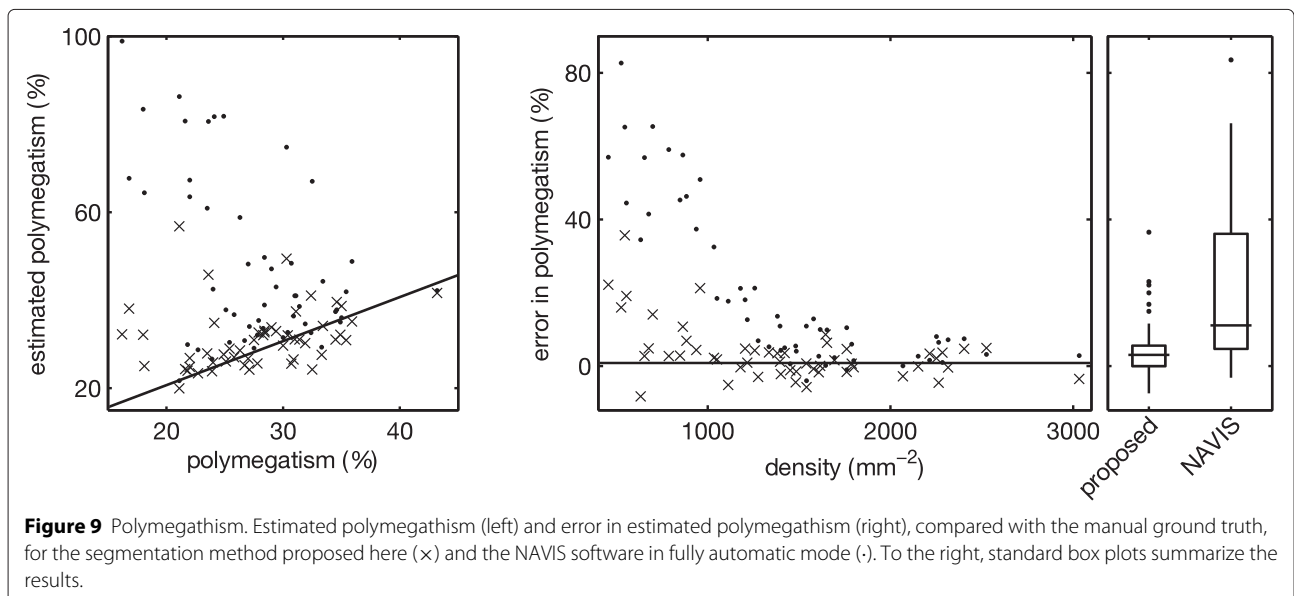 100
60
20
20
30
40
estimated polymegatism (%)
polymegatism (%)
80
40
0
1000
2000
3000
error in polymegatism (%)
density (mm⁻²)
proposed
NAVIS
Figure 9 Polymegathism. Estimated polymegathism (left) and error in estimated polymegathism (right), compared with the manual ground truth,
for the segmentation method proposed here (×) and the NAVIS software in fully automatic mode (·). To the right, standard box plots summarize the
results.